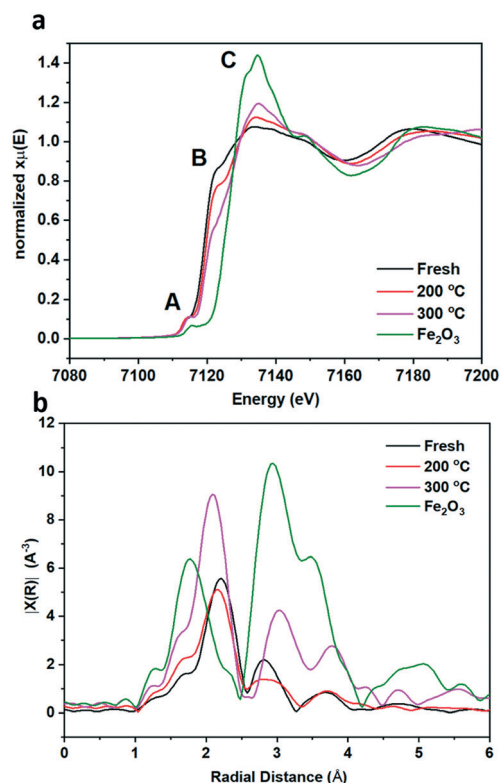 a
normalized xμ(E)
1.4
1.2
1.0
0.8
0.6
0.4
0.2
0.0
A
B
C
Fresh
200 °C
300 °C
Fe₂O₃
7080 7100 7120 7140 7160 7180 7200
Energy (eV)
b
|X(R)| (A⁻³)
12
10
8
6
4
2
0
Fresh
200 °C
300 °C
Fe₂O₃
0 1 2 3 4 5 6
Radial Distance (Å)